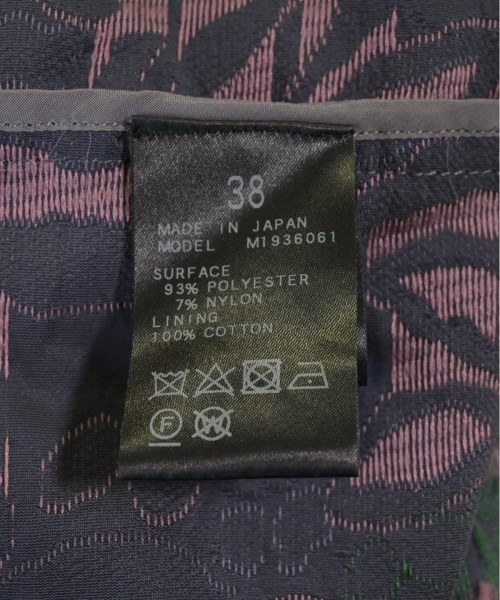 38
MADE IN JAPAN
MODEL M1936061
SURFACE
93% POLYESTER
7% NYLON
LINING
100% COTTON
F W